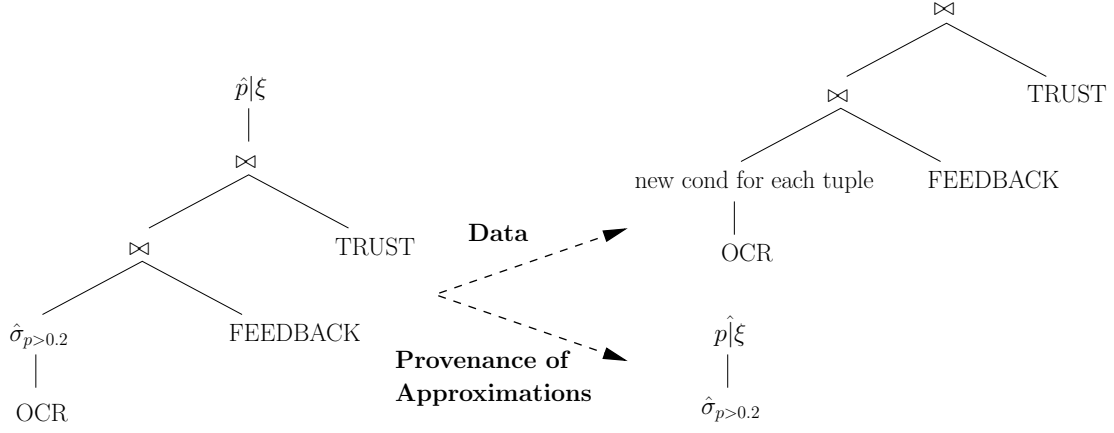 ⋈
p̂|ξ
TRUST
⋈
⋈
new cond for each tuple
FEEDBACK
TRUST
⋈
Data
OCR
σ̂p>0.2
FEEDBACK
p|̂ξ
Provenance of
Approximations
OCR
σ̂p>0.2